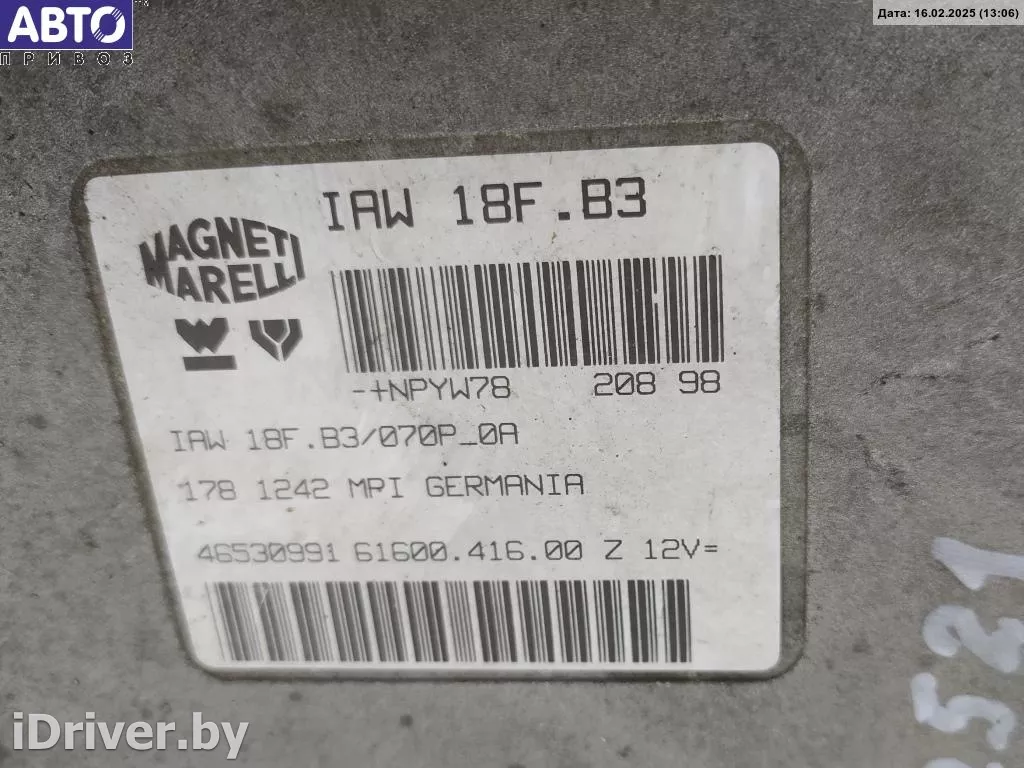 АВТО TM
ПРИВОЗ
Дата: 16.02.2025 (13:06)
IAW 18F.B3
MAGNETI
MARELLI
-+NPYW78 208 98
IAW 18F.B3/070P_0A
178 1242 MPI GERMANIA
46530991 61600.416.00 Z 12V=
iDriver.by